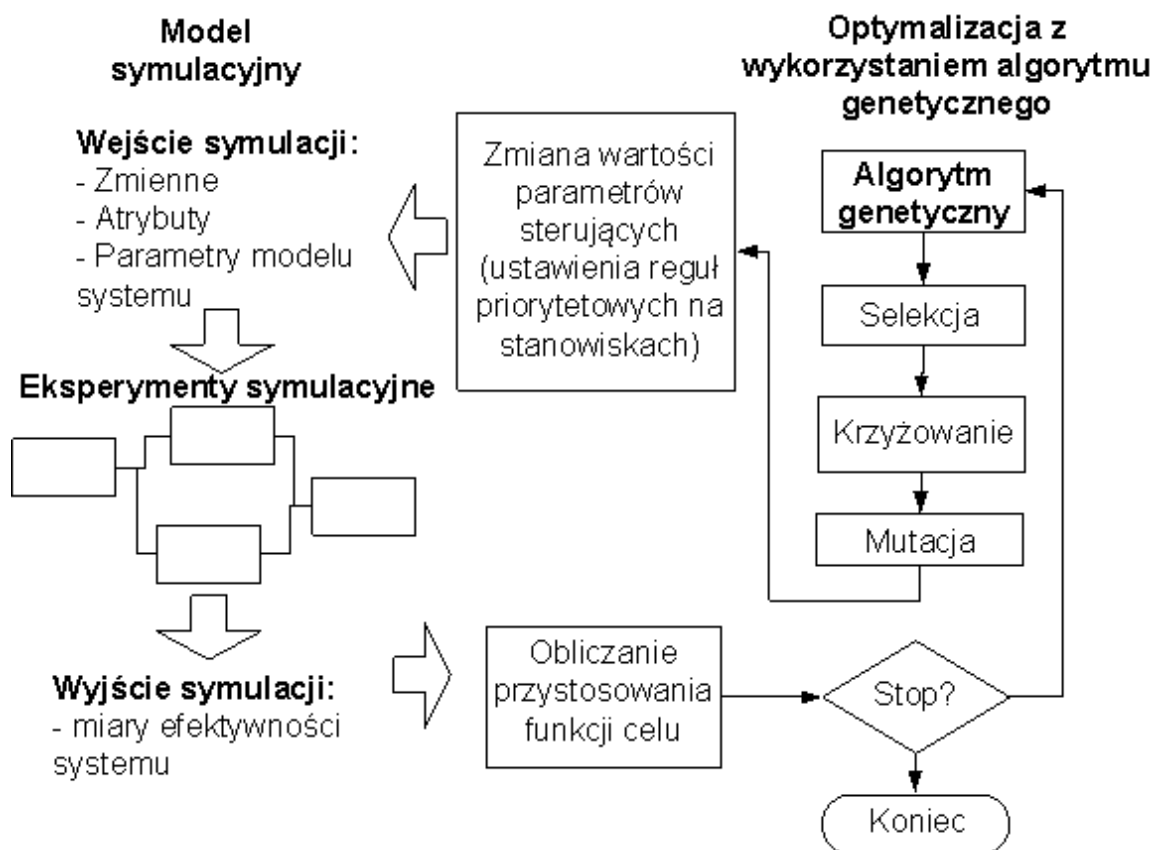 Model
symulacyjny
Wejście symulacji:
- Zmienne
- Atrybuty
- Parametry modelu
systemu
Eksperymenty symulacyjne
Wyjście symulacji:
- miary efektywności
systemu
Zmiana wartości
parametrów
sterujących
(ustawienia reguł
priorytetowych na
stanowiskach)
Obliczanie
przystosowania
funkcji celu
Optymalizacja z
wykorzystaniem algorytmu
genetycznego
Algorytm
genetyczny
Selekcja
Krzyżowanie
Mutacja
Stop?
Koniec